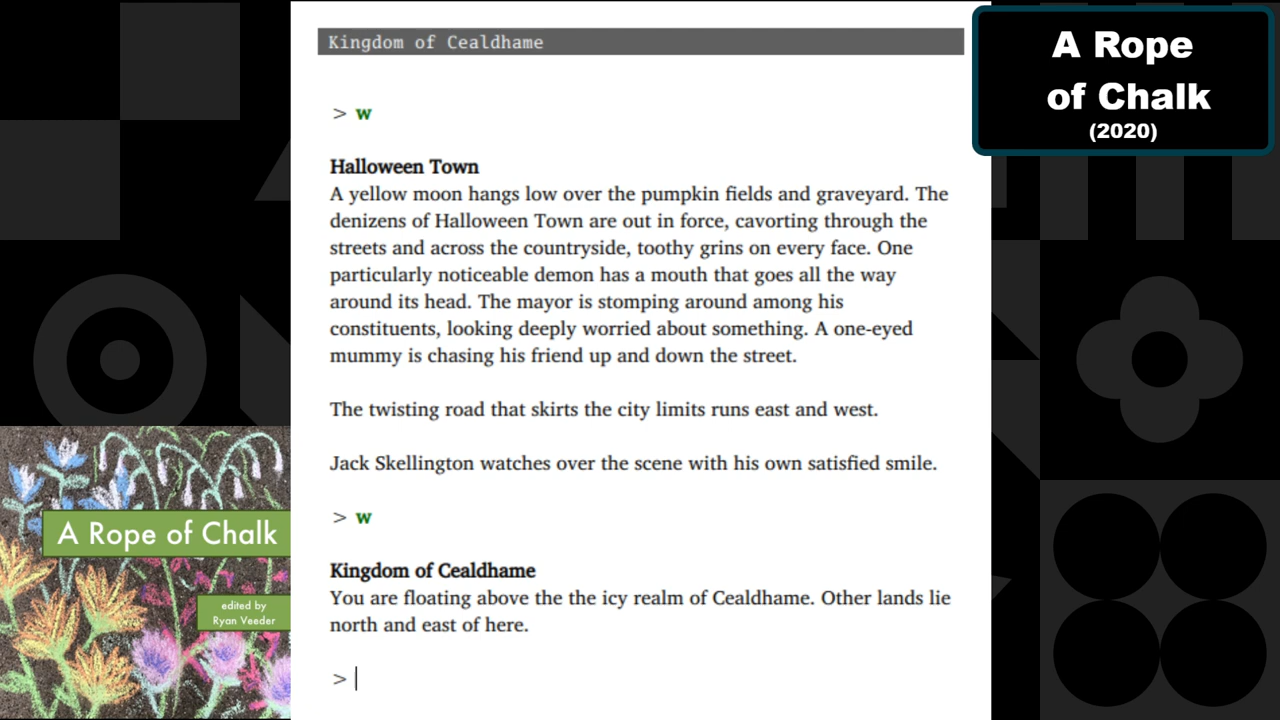 Kingdom of Cealdhame
> w
Halloween Town
A yellow moon hangs low over the pumpkin fields and graveyard. The
denizens of Halloween Town are out in force, cavorting through the
streets and across the countryside, toothy grins on every face. One
particularly noticeable demon has a mouth that goes all the way
around its head. The mayor is stomping around among his
constituents, looking deeply worried about something. A one-eyed
mummy is chasing his friend up and down the street.
The twisting road that skirts the city limits runs east and west.
Jack Skellington watches over the scene with his own satisfied smile.
> w
Kingdom of Cealdhame
You are floating above the the icy realm of Cealdhame. Other lands lie
north and east of here.
>
A Rope
of Chalk
(2020)
A Rope of Chalk
edited by
Ryan Veeder